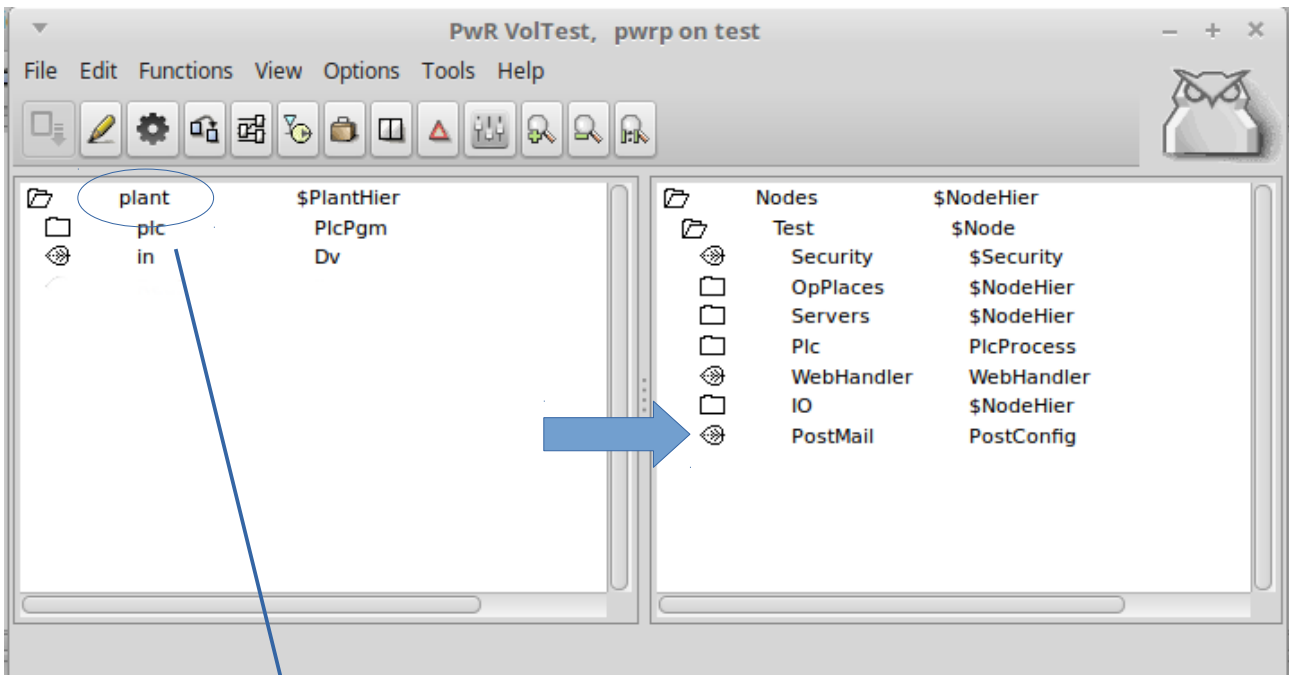 PwR VolTest, pwrp on test
File Edit Functions View Options Tools Help
plant $PlantHier
plc PlcPgm
in Dv
Nodes $NodeHier
Test $Node
Security $Security
OpPlaces $NodeHier
Servers $NodeHier
Plc PlcProcess
WebHandler WebHandler
IO $NodeHier
PostMail PostConfig